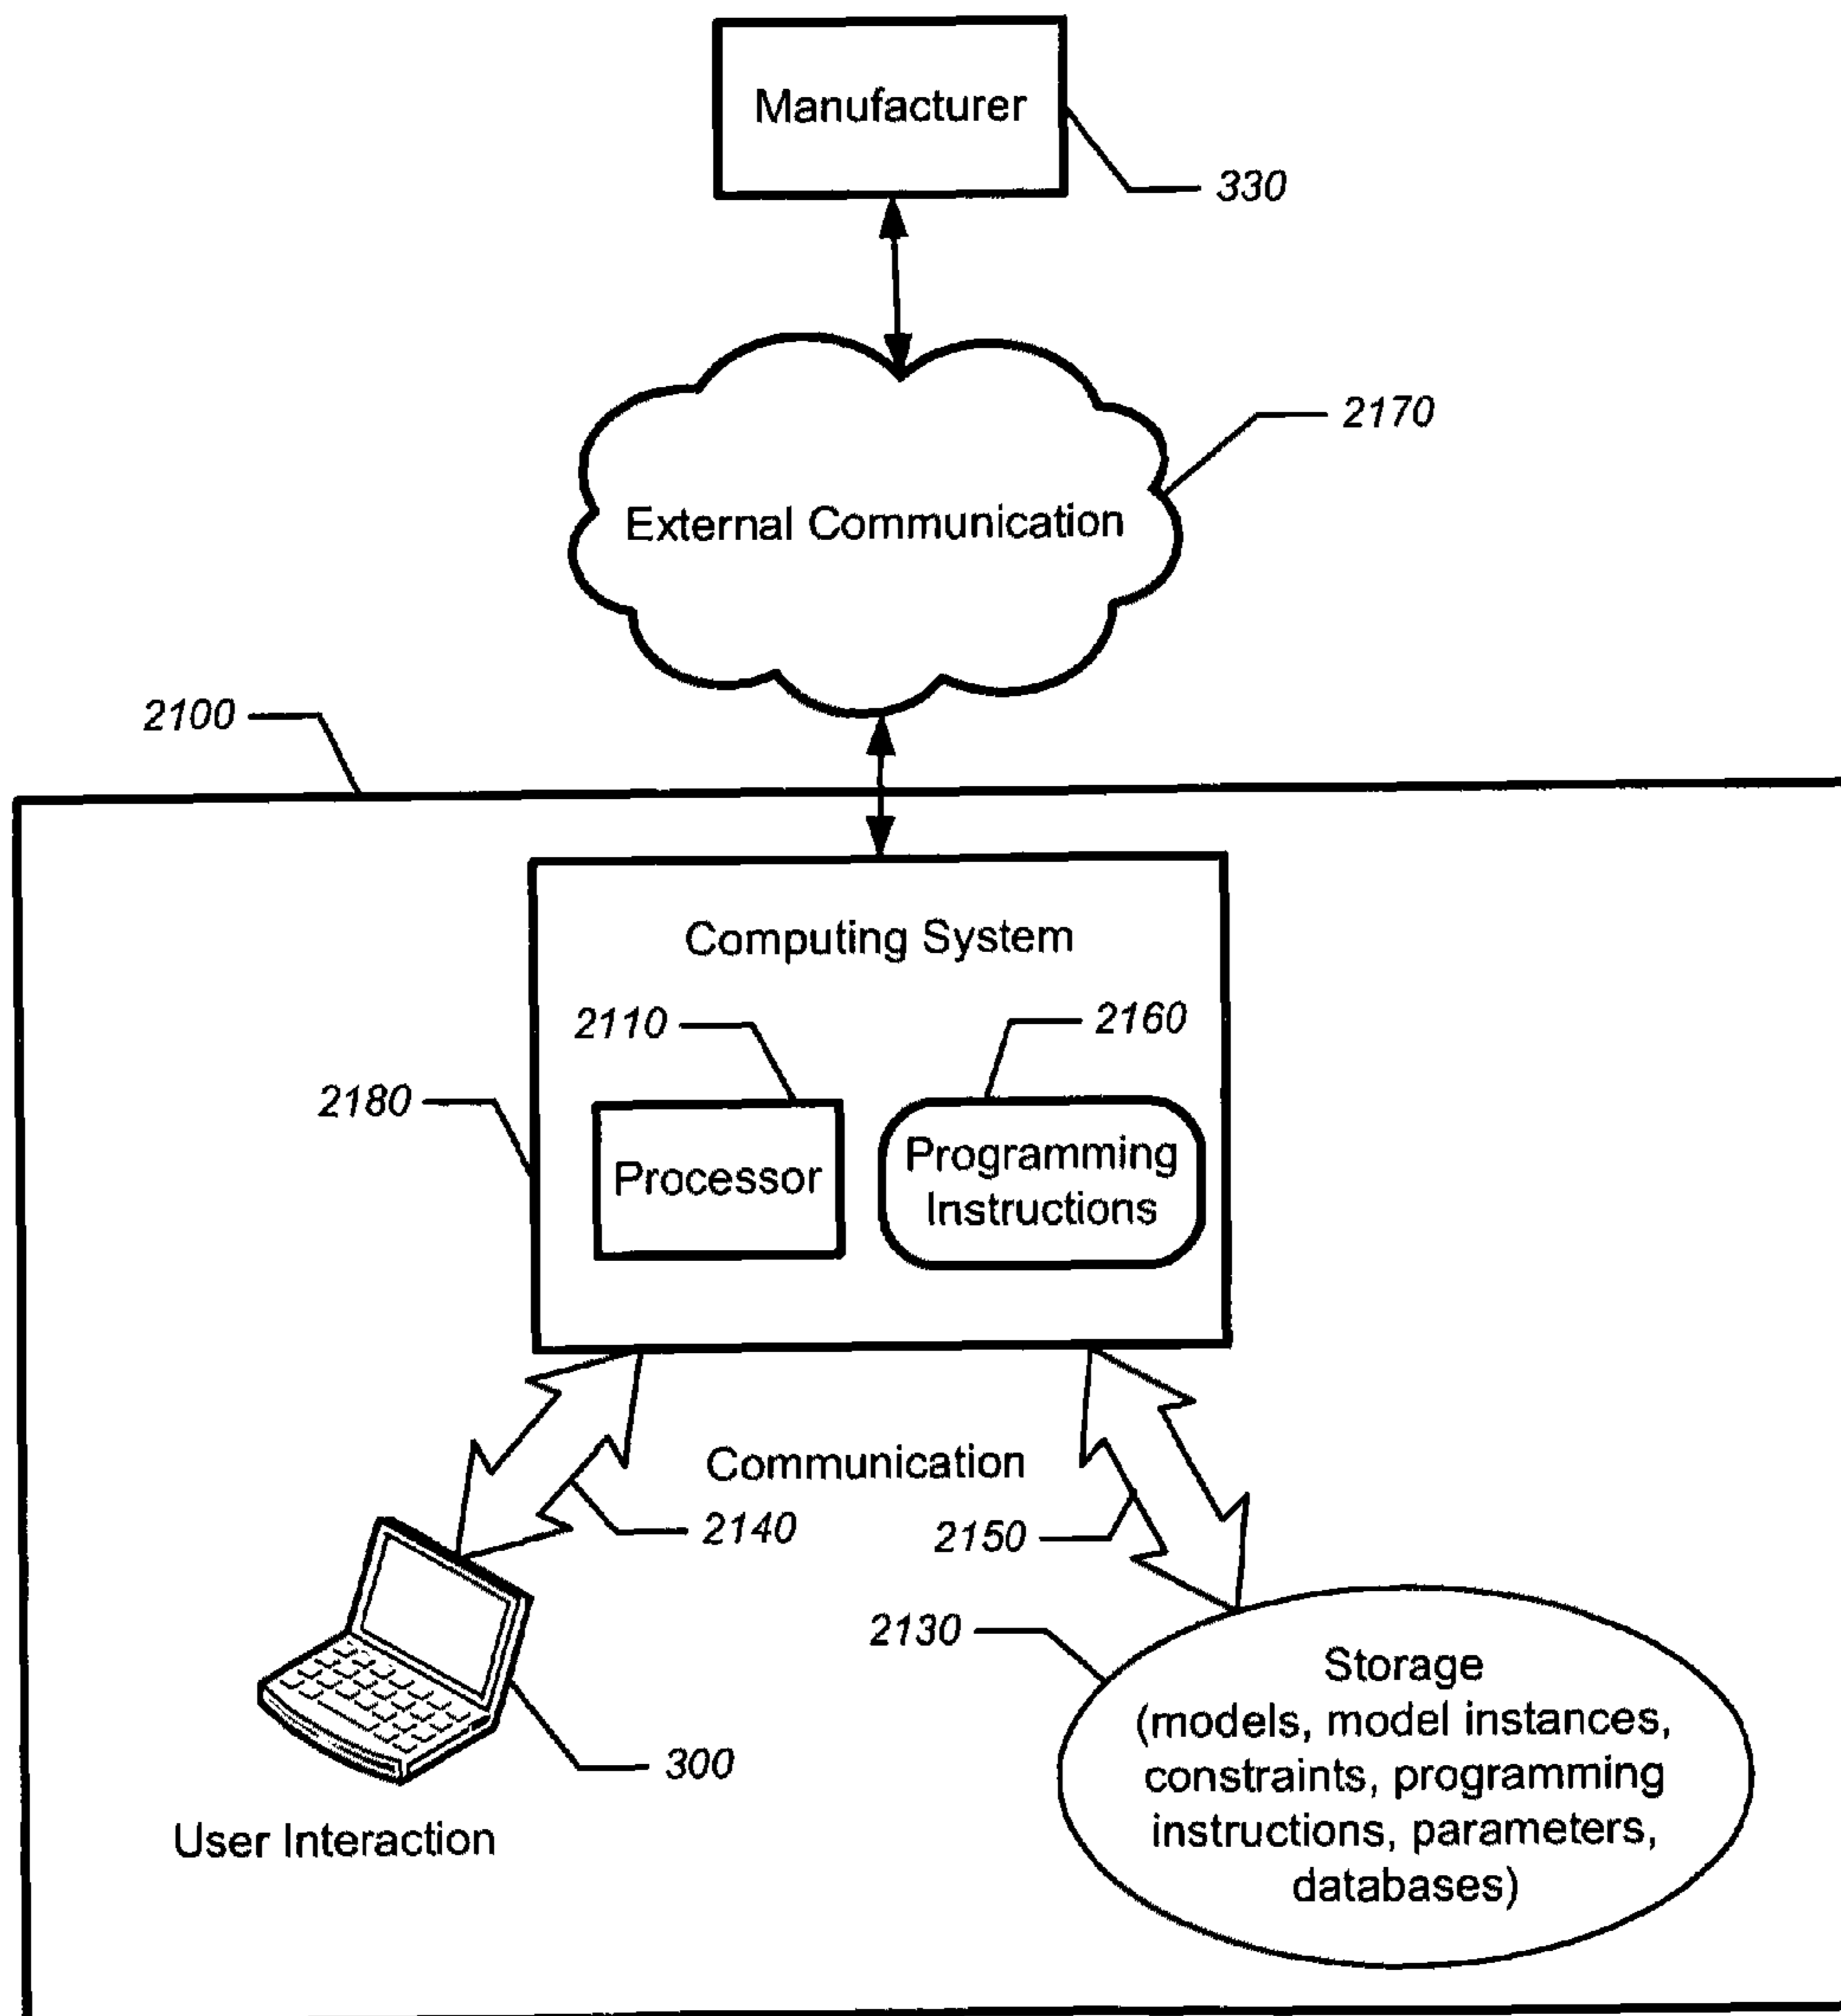 Manufacturer
330
2170
External Communication
2100
Computing System
2110
2160
2180
Processor
Programming
Instructions
Communication
2140
2150
2130
Storage
(models, model instances,
constraints, programming
instructions, parameters,
databases)
300
User Interaction